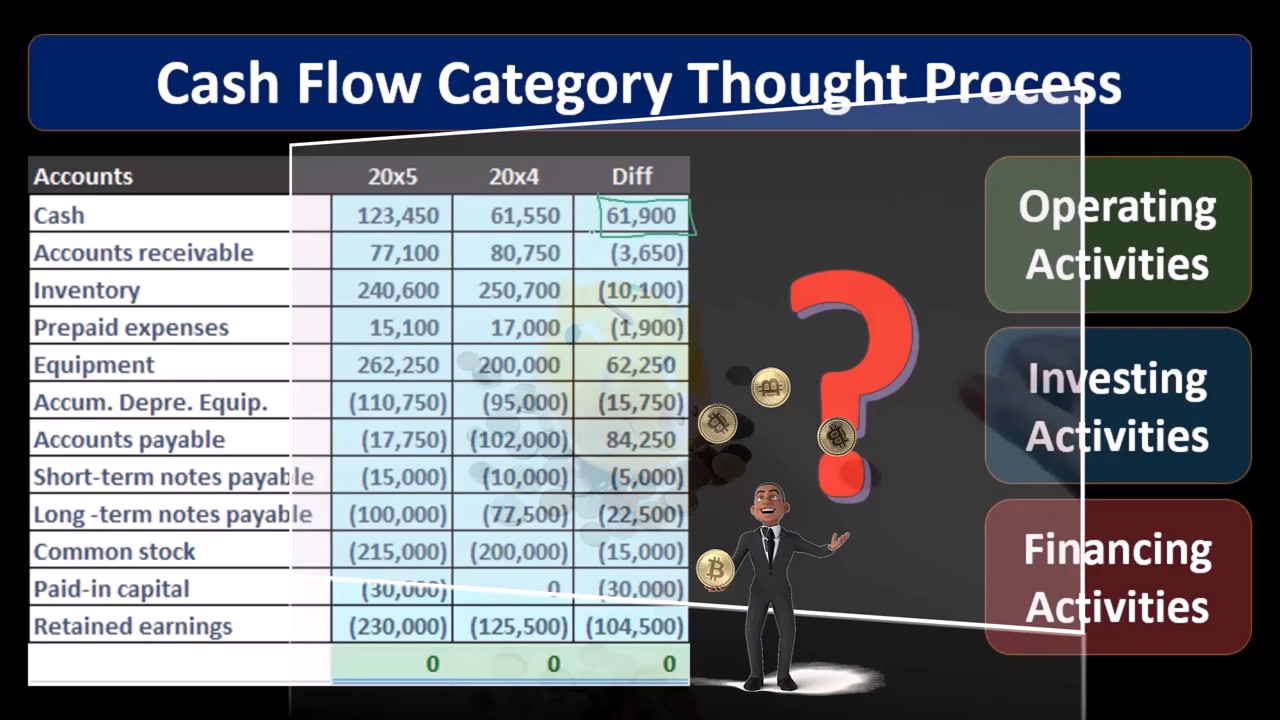 Cash Flow Category Thought Process
Accounts 20x5 20x4 Diff
Cash 123,450 61,550 61,900
Accounts receivable 77,100 80,750 (3,650)
Inventory 240,600 250,700 (10,100)
Prepaid expenses 15,100 17,000 (1,900)
Equipment 262,250 200,000 62,250
Accum. Depre. Equip. (110,750) (95,000) (15,750)
Accounts payable (17,750) (102,000) 84,250
Short-term notes payable (15,000) (10,000) (5,000)
Long -term notes payable (100,000) (77,500) (22,500)
Common stock (215,000) (200,000) (15,000)
Paid-in capital (30,000) 0 (30,000)
Retained earnings (230,000) (125,500) (104,500)
0 0 0
Operating
Activities
Investing
Activities
Financing
Activities